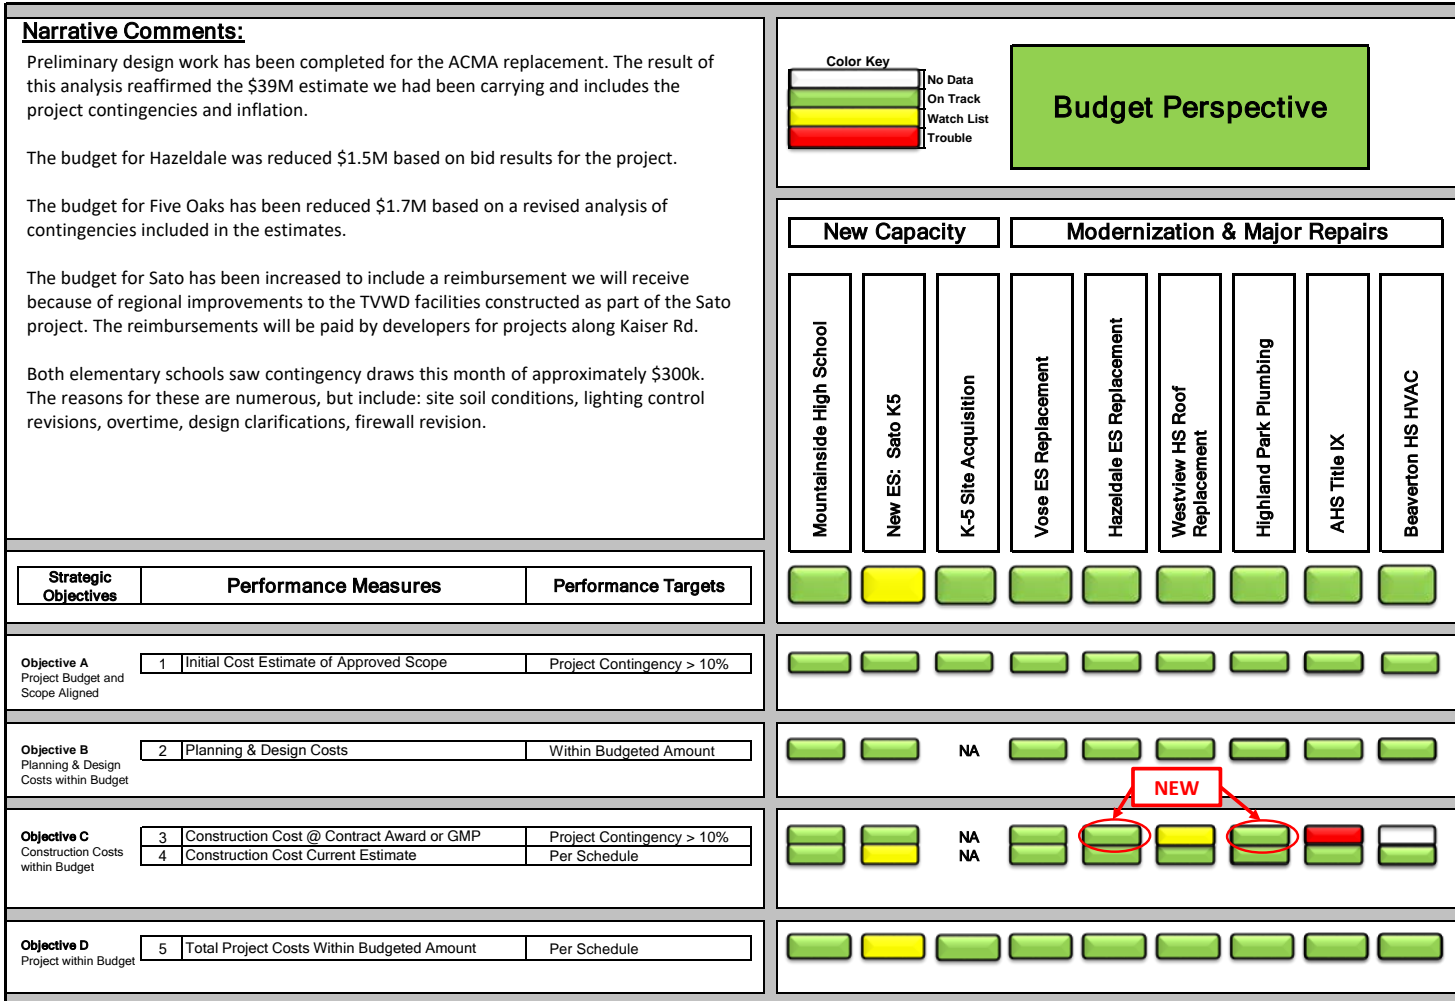 Narrative Comments:
Preliminary design work has been completed for the ACMA replacement. The result of
this analysis reaffirmed the $39M estimate we had been carrying and includes the
project contingencies and inflation.
The budget for Hazeldale was reduced $1.5M based on bid results for the project.
The budget for Five Oaks has been reduced $1.7M based on a revised analysis of
contingencies included in the estimates.
The budget for Sato has been increased to include a reimbursement we will receive
because of regional improvements to the TVWD facilities constructed as part of the Sato
project. The reimbursements will be paid by developers for projects along Kaiser Rd.
Both elementary schools saw contingency draws this month of approximately $300k.
The reasons for these are numerous, but include: site soil conditions, lighting control
revisions, overtime, design clarifications, firewall revision.
Color Key
No Data
On Track
Watch List
Trouble
Budget Perspective
New Capacity
Modernization & Major Repairs
Mountainside High School
New ES: Sato K5
K-5 Site Acquisition
Vose ES Replacement
Hazeldale ES Replacement
Westview HS Roof
Replacement
Highland Park Plumbing
AHS Title IX
Beaverton HS HVAC
Strategic
Objectives
Performance Measures
Performance Targets
Objective A
Project Budget and
Scope Aligned
1 Initial Cost Estimate of Approved Scope Project Contingency > 10%
Objective B
Planning & Design
Costs within Budget
2 Planning & Design Costs Within Budgeted Amount
NA
NEW
Objective C
Construction Costs
within Budget
3 Construction Cost @ Contract Award or GMP Project Contingency > 10%
NA
4 Construction Cost Current Estimate Per Schedule
NA
Objective D
Project within Budget
5 Total Project Costs Within Budgeted Amount Per Schedule